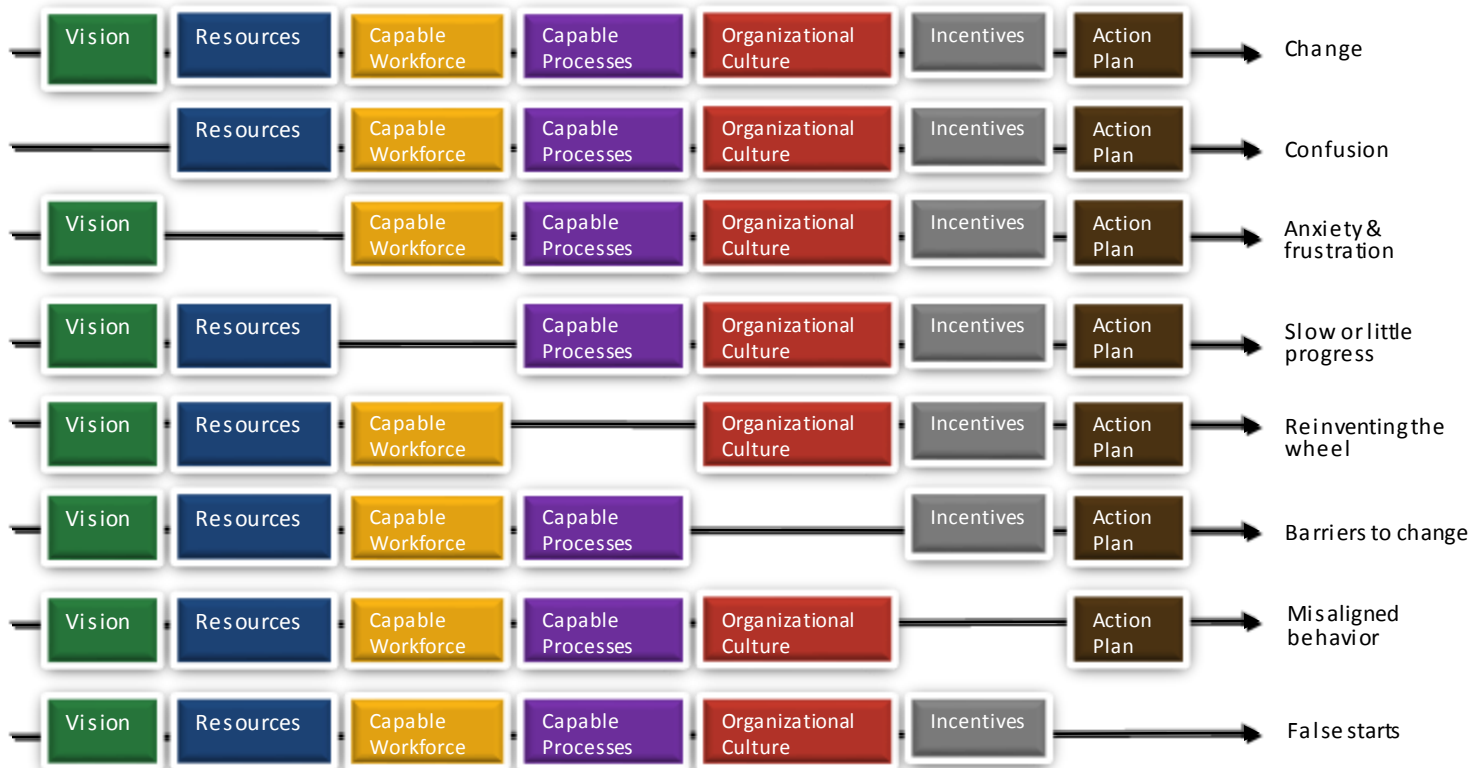 Vision
Resources
Capable
Workforce
Capable
Processes
Organizational
Culture
Incentives
Action
Plan
Change
Resources
Capable
Workforce
Capable
Processes
Organizational
Culture
Incentives
Action
Plan
Confusion
Vision
Capable
Workforce
Capable
Processes
Organizational
Culture
Incentives
Action
Plan
Anxiety &
frustration
Vision
Resources
Capable
Processes
Organizational
Culture
Incentives
Action
Plan
Slow or little
progress
Vision
Resources
Capable
Workforce
Organizational
Culture
Incentives
Action
Plan
Reinventing the
wheel
Vision
Resources
Capable
Workforce
Capable
Processes
Incentives
Action
Plan
Barriers to change
Vision
Resources
Capable
Workforce
Capable
Processes
Organizational
Culture
Action
Plan
Misaligned
behavior
Vision
Resources
Capable
Workforce
Capable
Processes
Organizational
Culture
Incentives
False starts